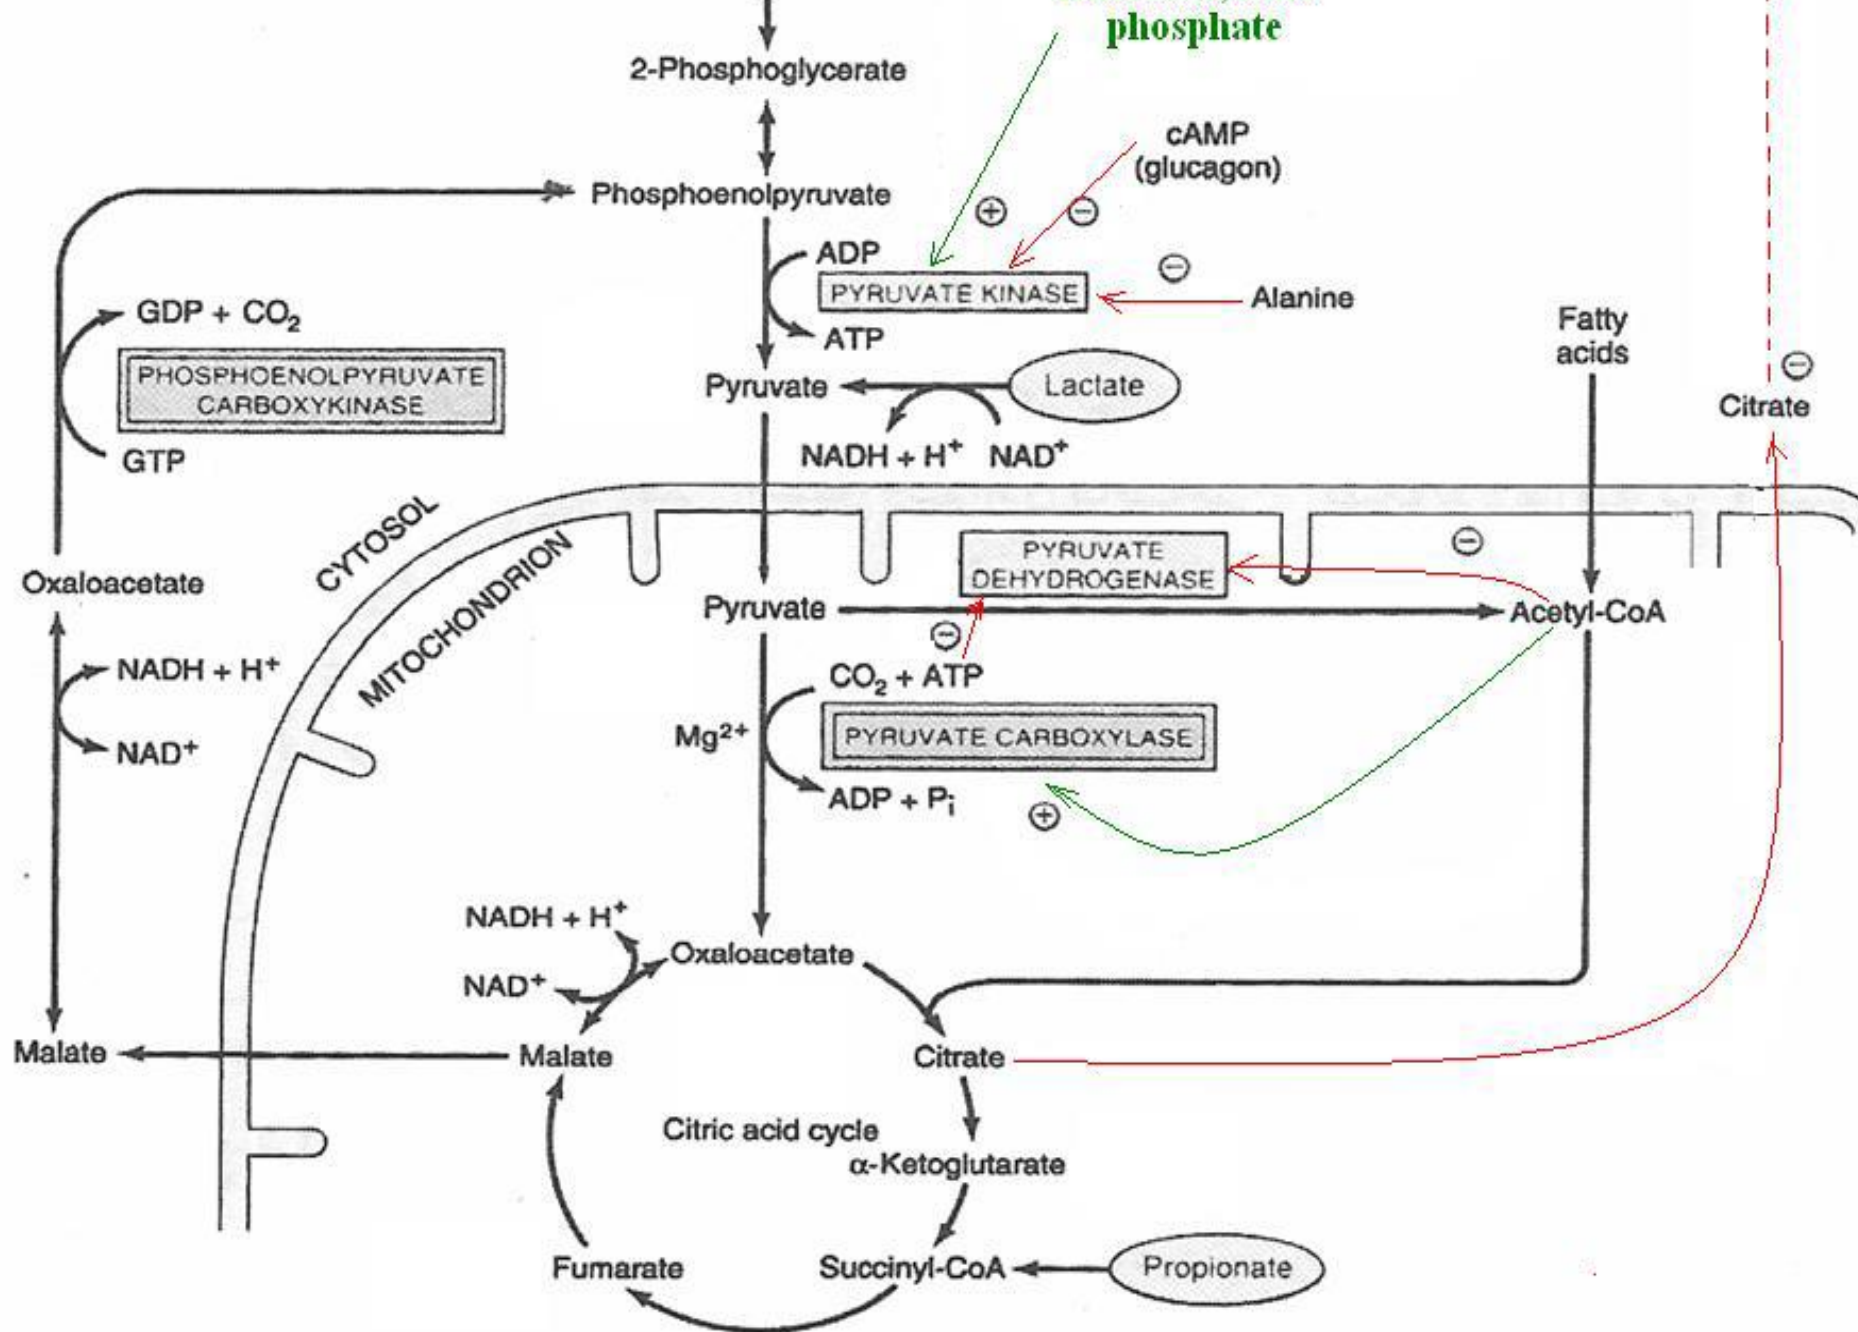 phosphate
2-Phosphoglycerate
cAMP
(glucagon)
Phosphoenolpyruvate
+
−
ADP
PYRUVATE KINASE
−
Alanine
ATP
GDP + CO₂
PHOSPHOENOLPYRUVATE
CARBOXYKINASE
GTP
Fatty
acids
Pyruvate
Lactate
−
Citrate
NADH + H⁺
NAD⁺
CYTOSOL
MITOCHONDRION
PYRUVATE
DEHYDROGENASE
−
Oxaloacetate
Pyruvate
Acetyl-CoA
−
NADH + H⁺
NAD⁺
CO₂ + ATP
Mg²⁺
PYRUVATE CARBOXYLASE
ADP + Pᵢ
+
NADH + H⁺
NAD⁺
Oxaloacetate
Malate
Malate
Citrate
Citric acid cycle
α-Ketoglutarate
Fumarate
Succinyl-CoA
Propionate